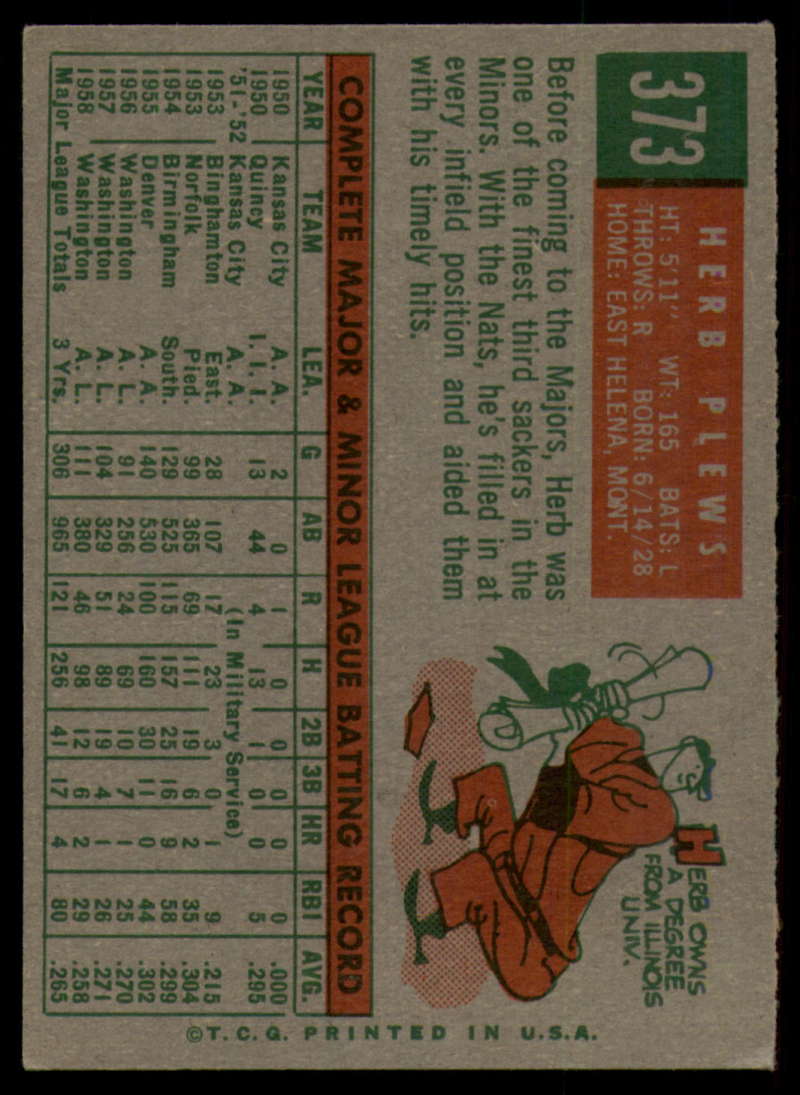 373
HERB PLEWS
HT: 5'11" WT: 165 BATS: L
THROWS: R BORN: 6/14/28
HOME: EAST HELENA, MONT.
Before coming to the Majors, Herb was
one of the finest third sackers in the
Minors. With the Nats, he's filled in at
every infield position and aided them
with his timely hits.
HERB OWNS
A DEGREE
FROM ILLINOIS
UNIV.
COMPLETE MAJOR & MINOR LEAGUE BATTING RECORD
YEAR TEAM LEA. G AB R H 2B 3B HR RBI AVG.
1950 Kansas City A. A. 2 0 1 0 0 0 0 0 .000
1950 Quincy I. I. I. 13 44 4 13 1 0 0 5 .295
'51-'52 Kansas City A. A. (In Military Service)
1953 Binghamton East. 28 107 17 23 3 0 1 9 .215
1953 Norfolk Pied. 99 365 69 111 19 6 2 35 .304
1954 Birmingham South. 129 525 115 157 25 16 9 58 .299
1955 Denver A. A. 140 530 100 160 30 11 0 44 .302
1956 Washington A. L. 91 256 24 69 10 7 1 25 .270
1957 Washington A. L. 104 329 51 89 19 4 1 26 .271
1958 Washington A. L. 111 380 46 98 12 6 2 29 .258
Major League Totals 3 Yrs. 306 965 121 256 41 17 4 80 .265
©T.C.G. PRINTED IN U.S.A.